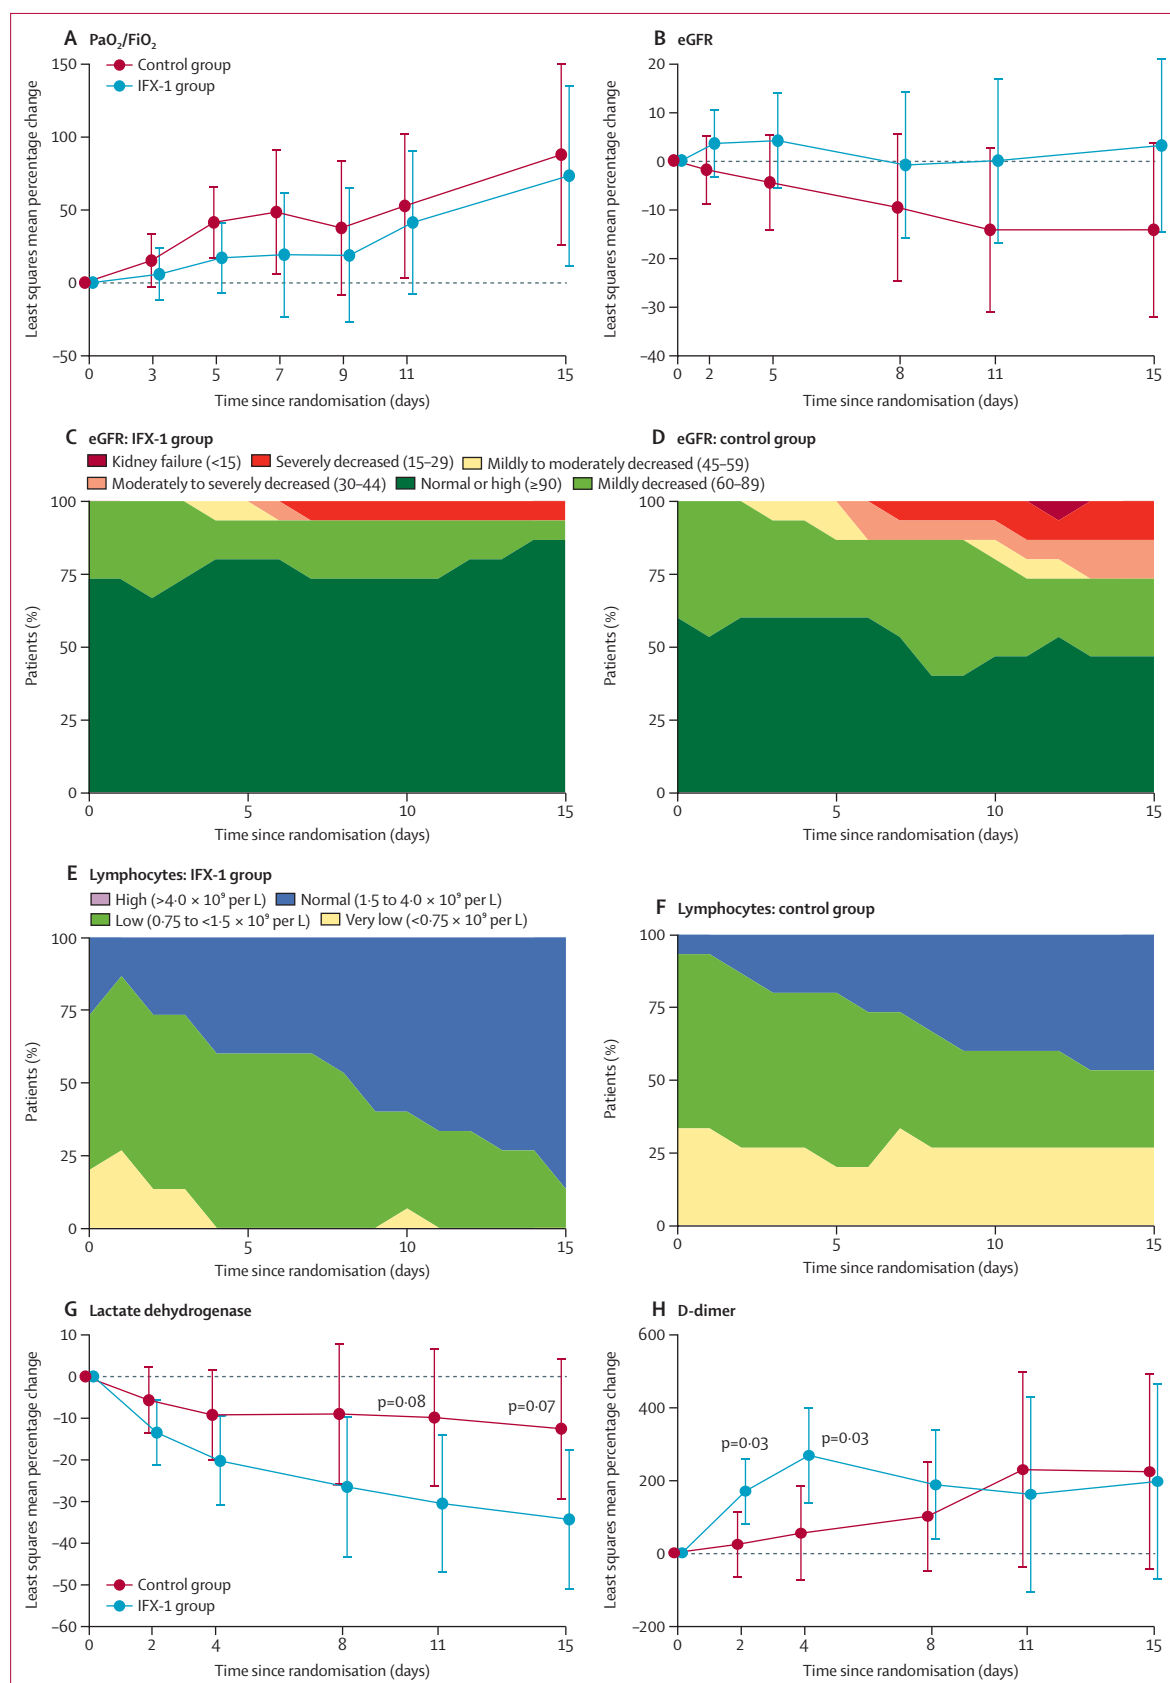 A PaO₂/FiO₂
Control group
IFX-1 group
Least squares mean percentage change
150
100
50
0
–50
0 3 5 7 9 11 15
Time since randomisation (days)
B eGFR
Least squares mean percentage change
20
10
0
–10
–20
–30
–40
0 2 5 8 11 15
Time since randomisation (days)
C eGFR: IFX-1 group
D eGFR: control group
Kidney failure (<15) Severely decreased (15–29) Mildly to moderately decreased (45–59)
Moderately to severely decreased (30–44) Normal or high (≥90) Mildly decreased (60–89)
Patients (%)
100
75
50
25
0
0 5 10 15
Time since randomisation (days)
Patients (%)
100
75
50
25
0
0 5 10 15
Time since randomisation (days)
E Lymphocytes: IFX-1 group
High (>4·0 × 10⁹ per L) Normal (1·5 to 4·0 × 10⁹ per L)
Low (0·75 to <1·5 × 10⁹ per L) Very low (<0·75 × 10⁹ per L)
Patients (%)
100
75
50
25
0
0 5 10 15
Time since randomisation (days)
F Lymphocytes: control group
Patients (%)
100
75
50
25
0
0 5 10 15
Time since randomisation (days)
G Lactate dehydrogenase
Least squares mean percentage change
10
0
–10
–20
–30
–40
–50
–60
p=0·08
p=0·07
Control group
IFX-1 group
0 2 4 8 11 15
Time since randomisation (days)
H D-dimer
Least squares mean percentage change
600
400
200
0
–200
p=0·03
p=0·03
0 2 4 8 11 15
Time since randomisation (days)